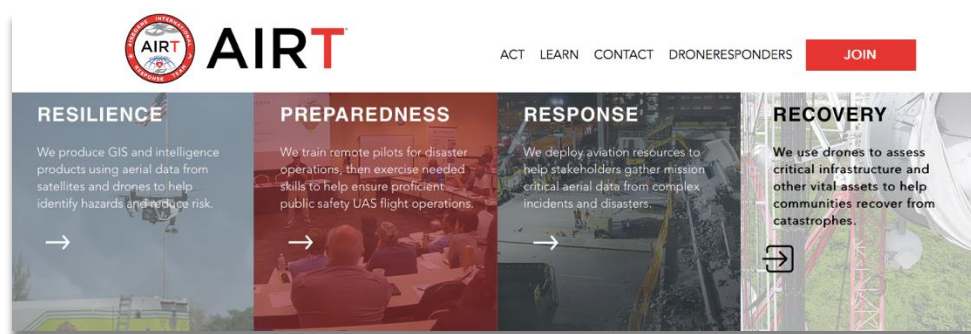 AIRBORNE INTERNATIONAL
RESPONSE TEAM
AIRT
AIRT
ACT LEARN CONTACT DRONERESPONDERS JOIN
RESILIENCE
We produce GIS and intelligence
products using aerial data from
satellites and drones to help
identify hazards and reduce risk.
PREPAREDNESS
We train remote pilots for disaster
operations, then exercise needed
skills to help ensure proficient
public safety UAS flight operations.
RESPONSE
We deploy aviation resources to
help stakeholders gather mission
critical aerial data from complex
incidents and disasters.
RECOVERY
We use drones to assess
critical infrastructure and
other vital assets to help
communities recover from
catastrophes.